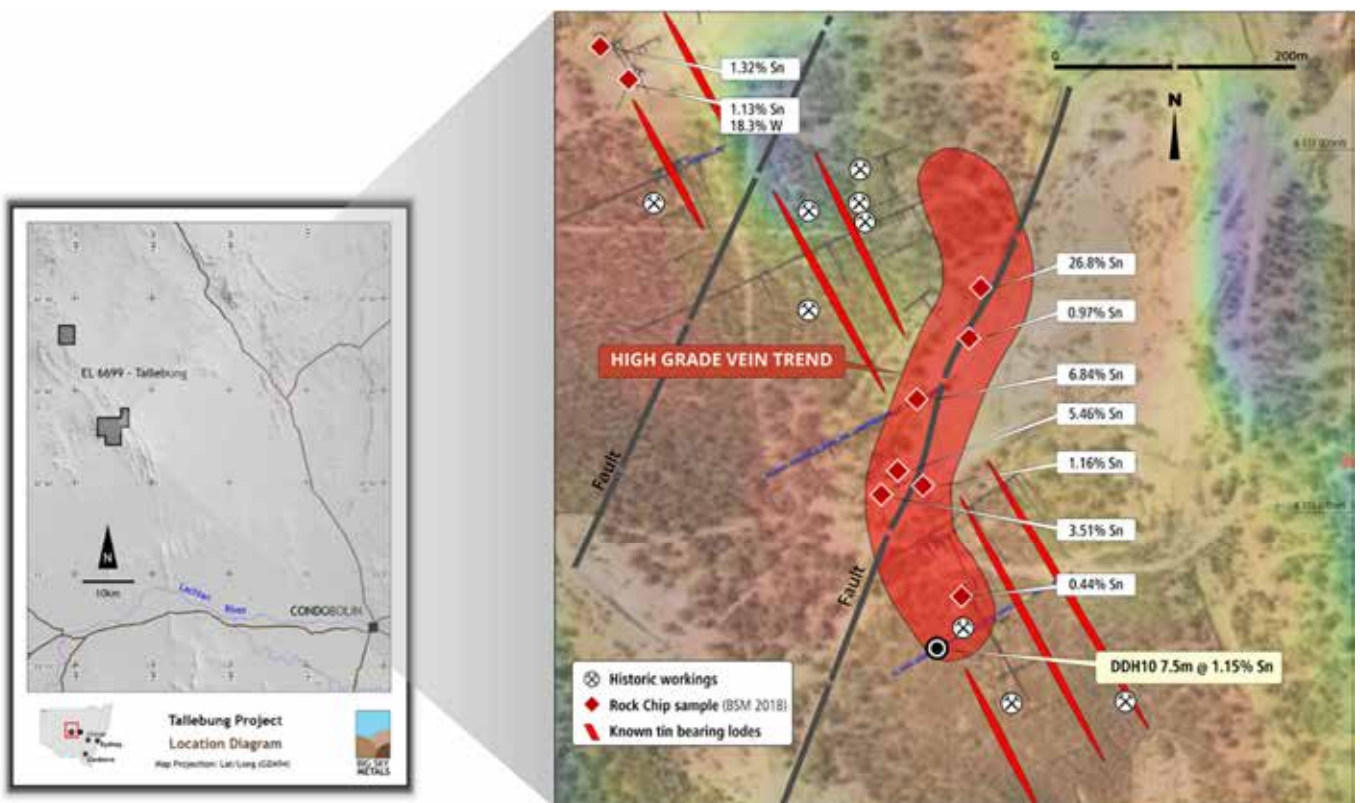 EL 6699 - Tallebung
N
10km
Lachlan
River
CONDOBOLIN
Tallebung Project
Location Diagram
Map Projection: Lat/Long (GDA94)
BIG SKY
METALS
1.32% Sn
1.13% Sn
18.3% W
0
200m
N
26.8% Sn
0.97% Sn
HIGH GRADE VEIN TREND
6.84% Sn
5.46% Sn
1.16% Sn
Fault
3.51% Sn
Fault
0.44% Sn
DDH10 7.5m @ 1.15% Sn
Historic workings
Rock Chip sample (BSM 2018)
Known tin bearing lodes